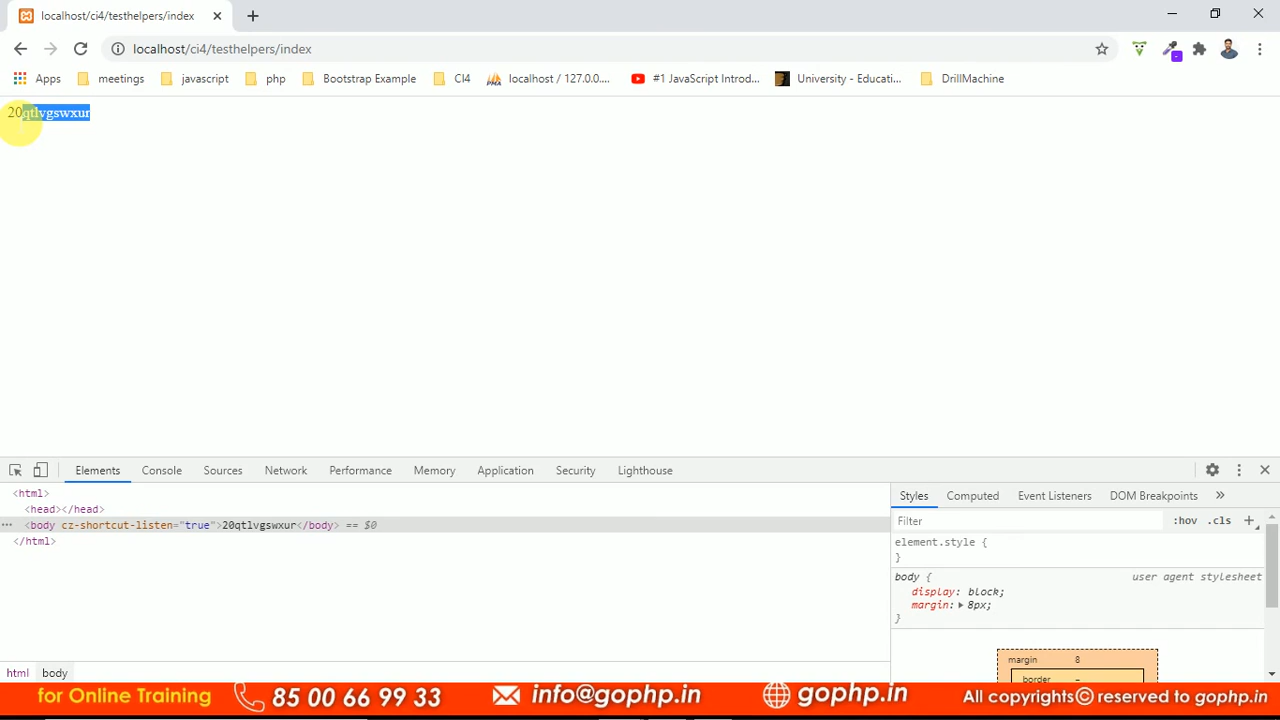 localhost/ci4/testhelpers/index
localhost/ci4/testhelpers/index
Apps meetings javascript php Bootstrap Example CI4 localhost / 127.0.0.... #1 JavaScript Introd... University - Educati... DrillMachine
20qtlvgswxur
Elements Console Sources Network Performance Memory Application Security Lighthouse
<html>
<head></head>
<body cz-shortcut-listen="true">20qtlvgswxur</body> == $0
</html>
html body
Styles Computed Event Listeners DOM Breakpoints
Filter :hov .cls
element.style {
}
body { user agent stylesheet
display: block;
margin: 8px;
}
margin 8
border -
for Online Training 85 00 66 99 33 info@gophp.in gophp.in All copyrights© reserved to gophp.in